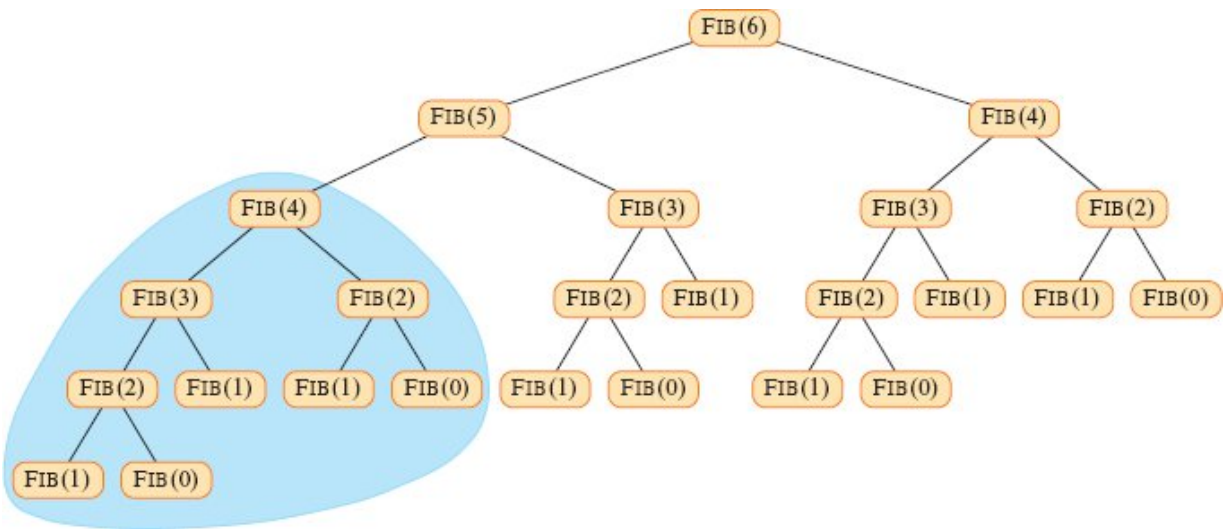 FIB(6)
FIB(5) FIB(4)
FIB(4) FIB(3) FIB(3) FIB(2)
FIB(3) FIB(2) FIB(2) FIB(1) FIB(2) FIB(1) FIB(1) FIB(0)
FIB(2) FIB(1) FIB(1) FIB(0) FIB(1) FIB(0) FIB(1) FIB(0)
FIB(1) FIB(0)